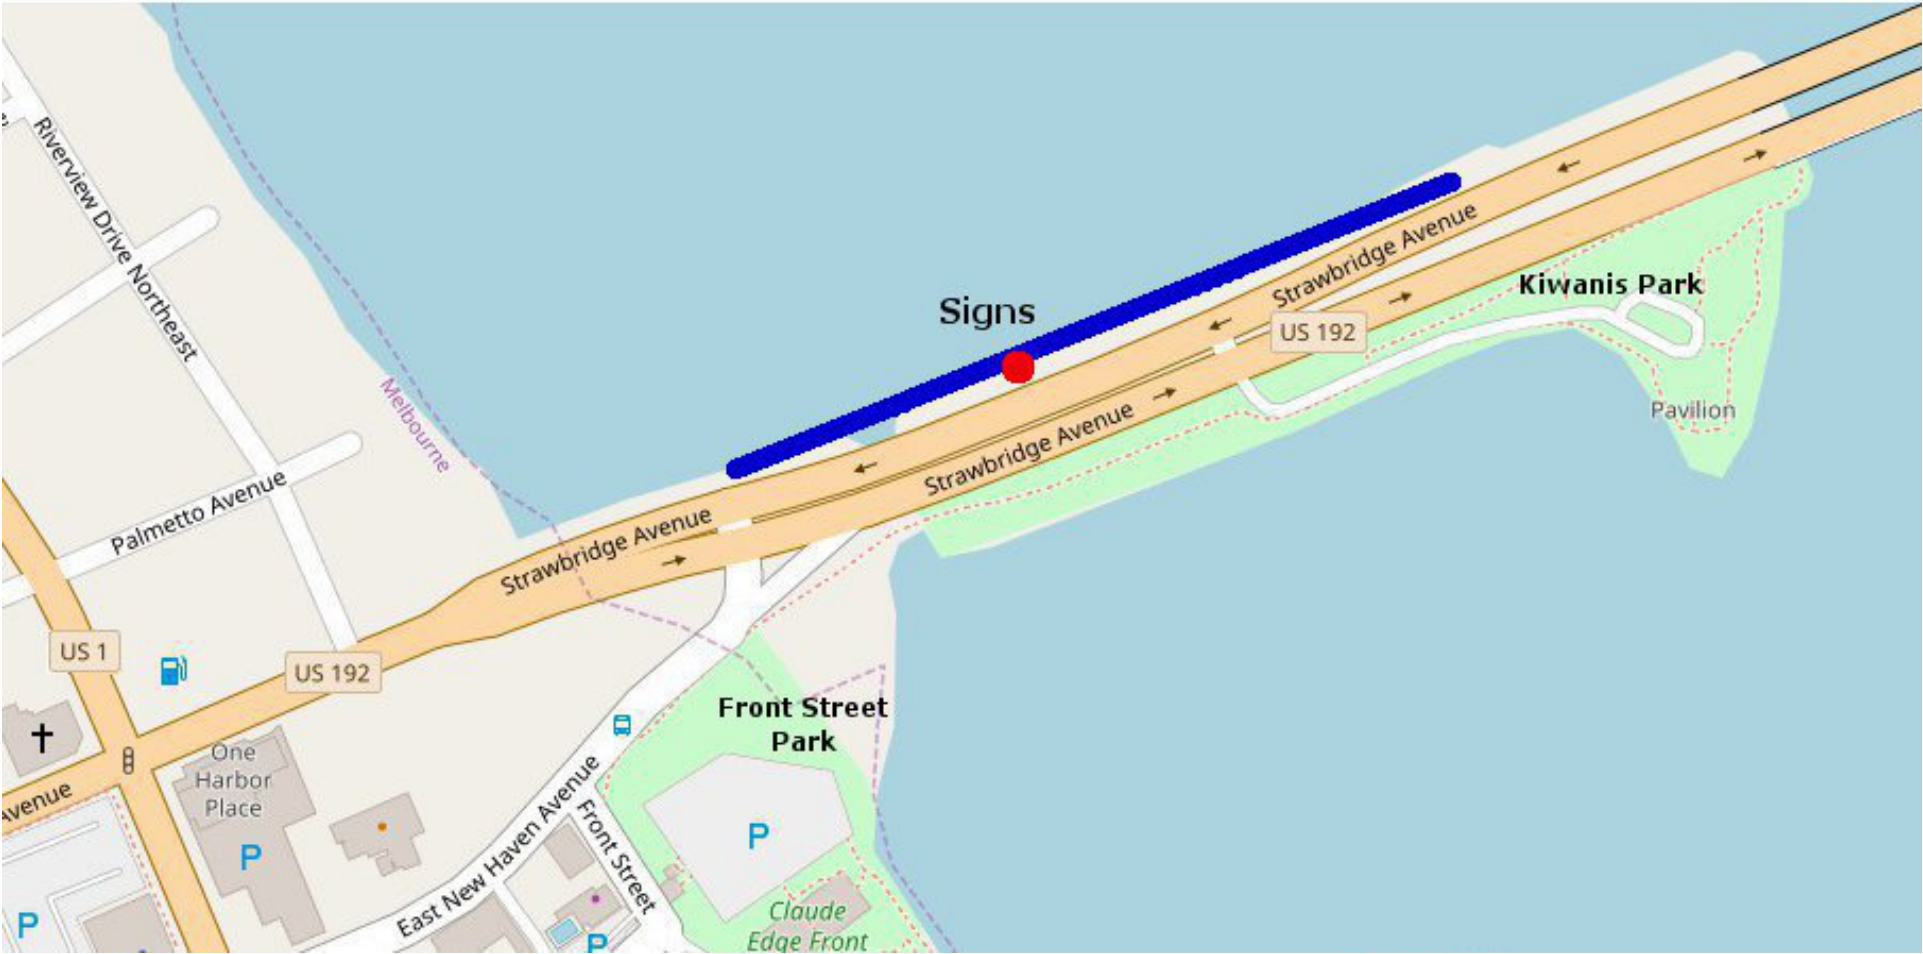 Riverview Drive Northeast
Signs
Strawbridge Avenue
Kiwanis Park
US 192
Pavilion
Melbourne
Strawbridge Avenue
Palmetto Avenue
Strawbridge Avenue
US 1
US 192
Front Street
Park
One
Harbor
Place
Avenue
P
P
Front Street
East New Haven Avenue
Claude
Edge Front
P
P